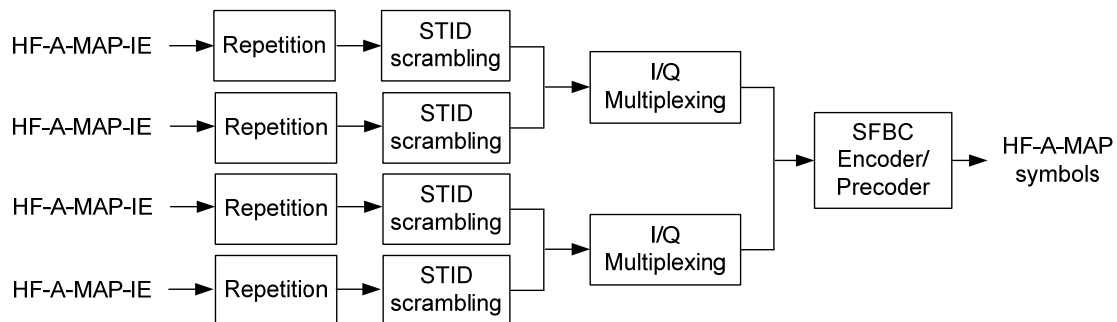 HF-A-MAP-IE
Repetition
STID
scrambling
HF-A-MAP-IE
Repetition
STID
scrambling
I/Q
Multiplexing
HF-A-MAP-IE
Repetition
STID
scrambling
HF-A-MAP-IE
Repetition
STID
scrambling
I/Q
Multiplexing
SFBC
Encoder/
Precoder
HF-A-MAP
symbols